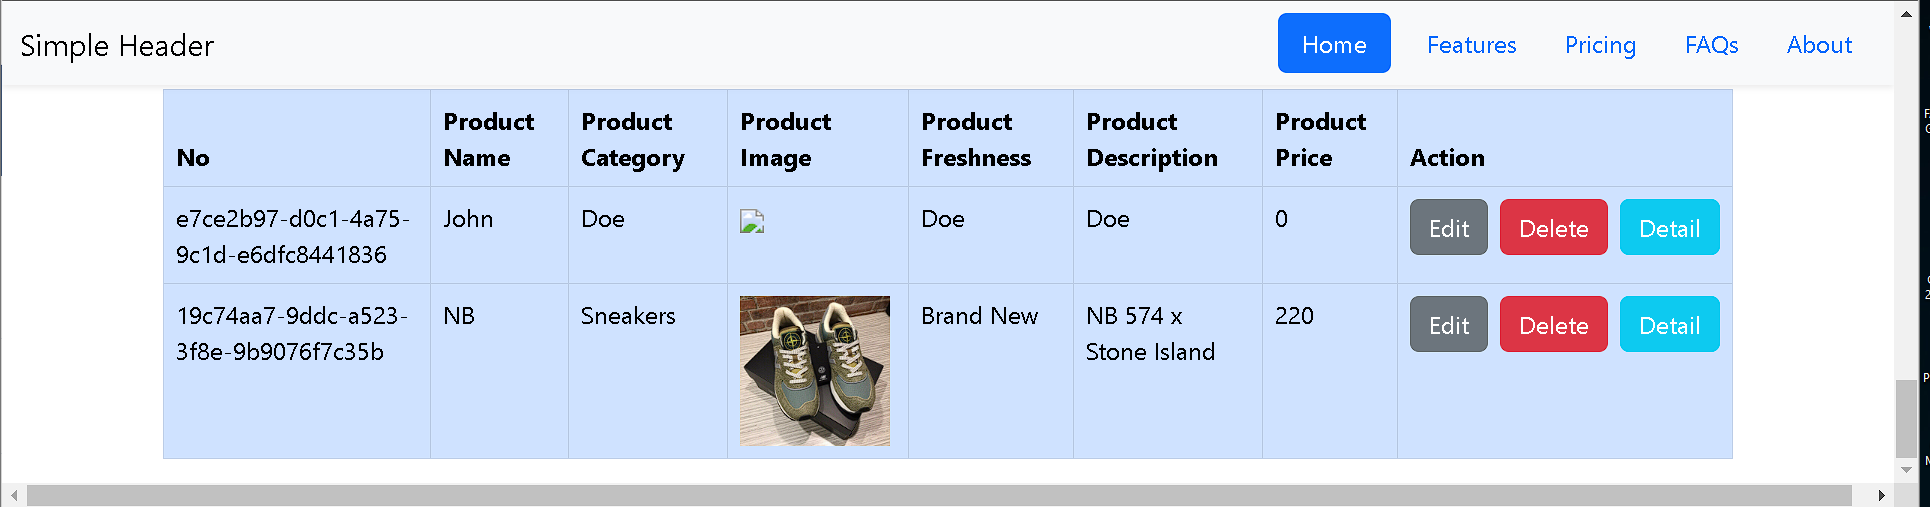 Simple Header
Home Features Pricing FAQs About
No Product Name Product Category Product Image Product Freshness Product Description Product Price Action
e7ce2b97-d0c1-4a75-9c1d-e6dfc8441836 John Doe Doe Doe 0 Edit Delete Detail
19c74aa7-9ddc-a523-3f8e-9b9076f7c35b NB Sneakers Brand New NB 574 x Stone Island 220 Edit Delete Detail